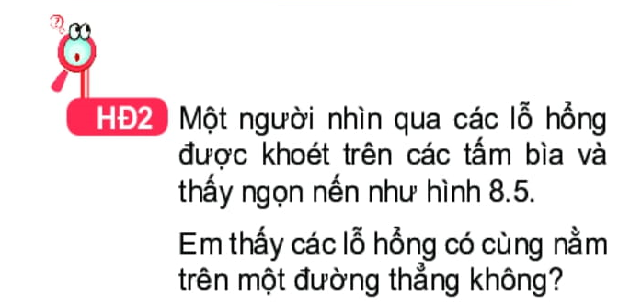 HĐ2 Một người nhìn qua các lỗ hổng
được khoét trên các tấm bìa và
thấy ngọn nến như hình 8.5.
Em thấy các lỗ hổng có cùng nằm
trên một đường thẳng không?